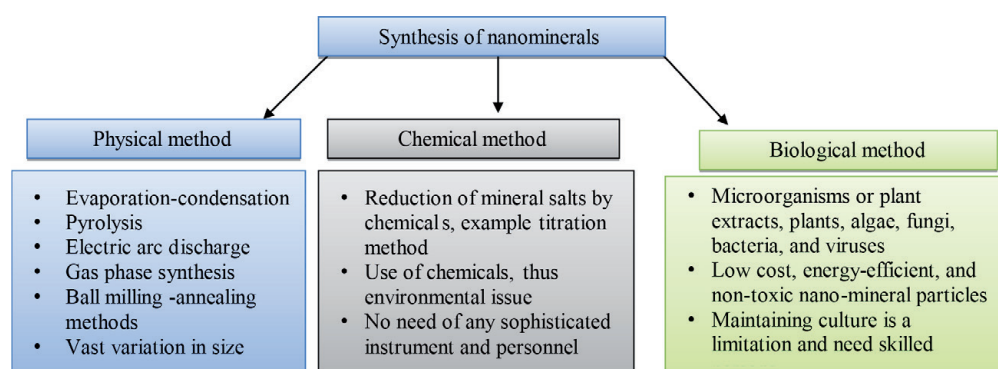 Synthesis of nanominerals
Physical method
• Evaporation-condensation
• Pyrolysis
• Electric arc discharge
• Gas phase synthesis
• Ball milling -annealing
methods
• Vast variation in size
Chemical method
• Reduction of mineral salts by
chemicals, example titration
method
• Use of chemicals, thus
environmental issue
• No need of any sophisticated
instrument and personnel
Biological method
• Microorganisms or plant
extracts, plants, algae, fungi,
bacteria, and viruses
• Low cost, energy-efficient, and
non-toxic nano-mineral particles
• Maintaining culture is a
limitation and need skilled